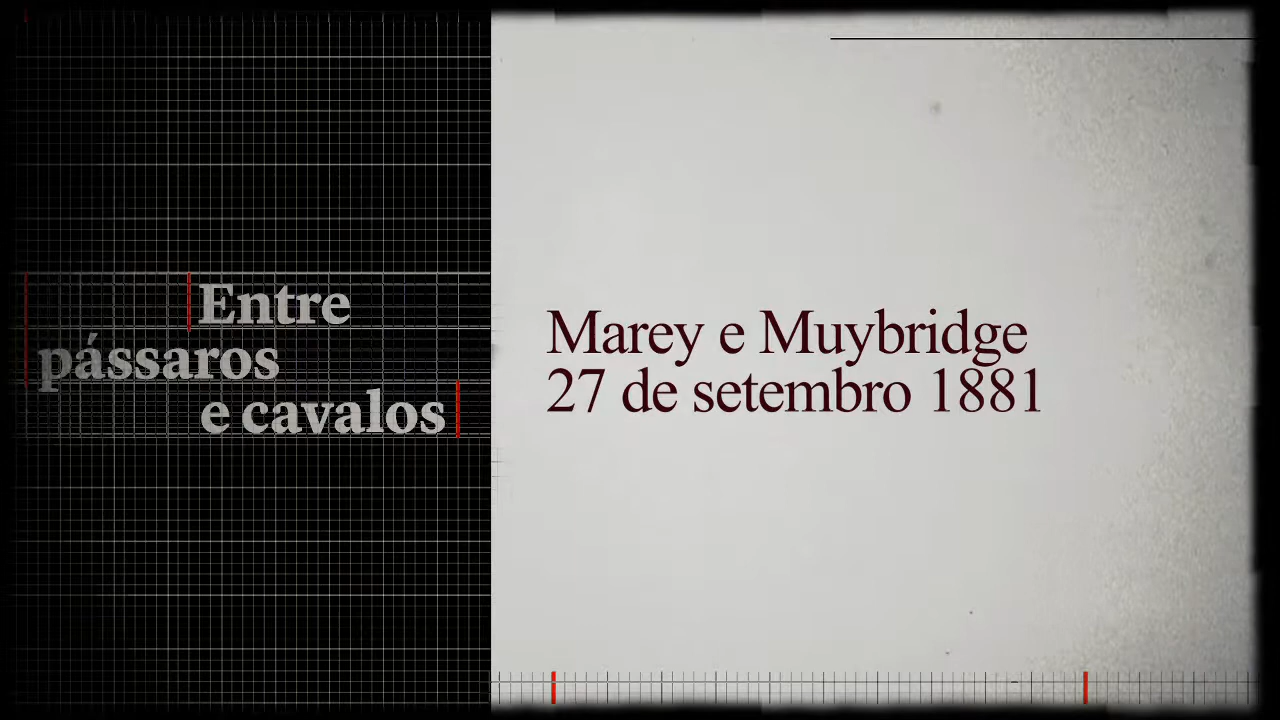 Entre
pássaros
e cavalos
Marey e Muybridge
27 de setembro 1881